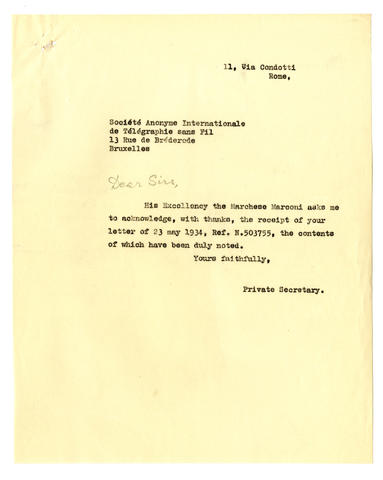 11, Via Condotti
Rome,
Société Anonyme Internationale
de Télégraphie sans Fil
13 Rue de Bréderode
Bruxelles
Dear Sirs,
His Excellency the Marchese Marconi asks me
to acknowledge, with thanks, the receipt of your
letter of 23 may 1934, Ref. N.503755, the contents
of which have been duly noted.
Yours faithfully,
Private Secretary.